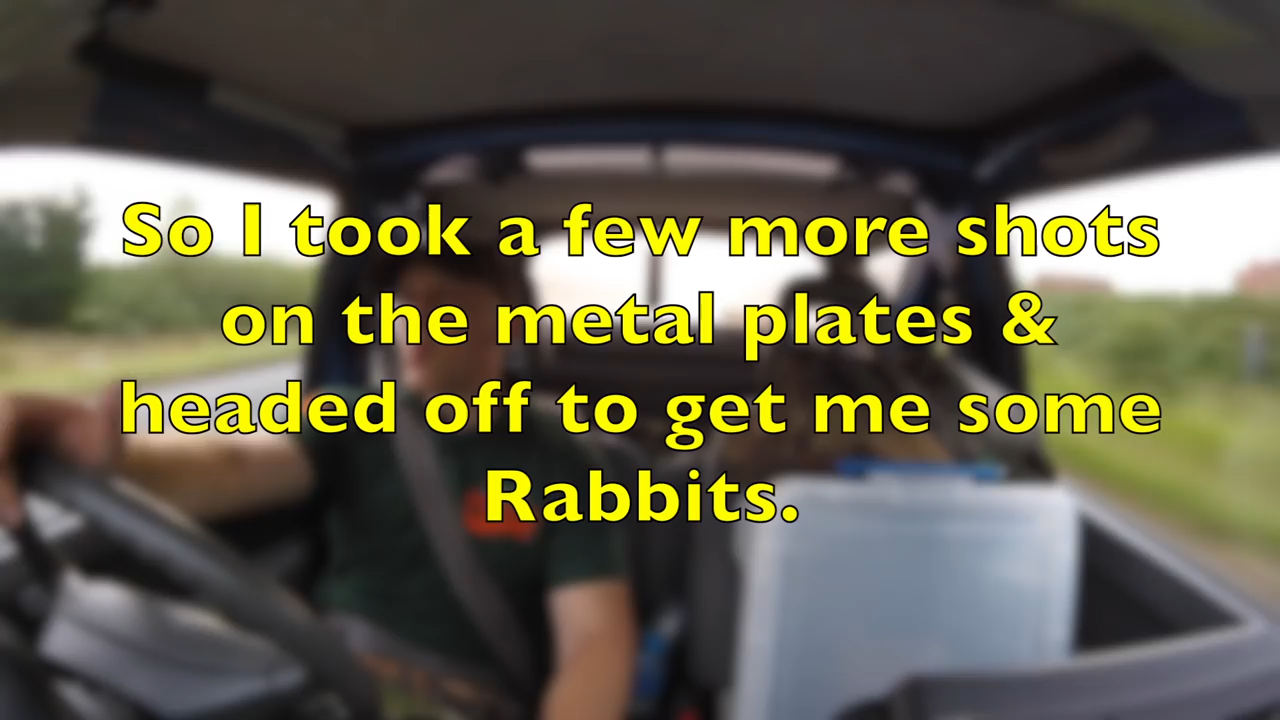 So I took a few more shots
on the metal plates &
headed off to get me some
Rabbits.